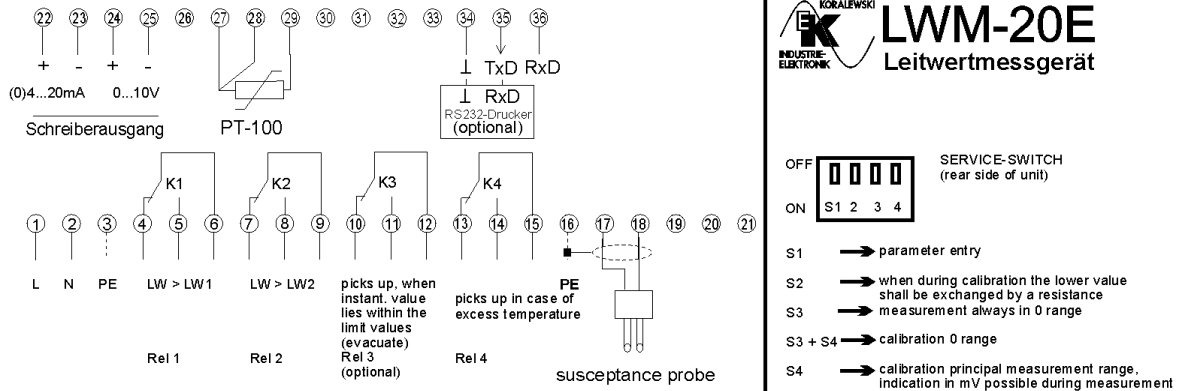 22 23 24 25 26 27 28 29 30 31 32 33 34 35 36
+ - + -
(0)4...20mA 0...10V
Schreiberausgang
PT-100
⊥ TxD RxD
⊥ RxD
RS232-Drucker
(optional)
K1 K2 K3 K4
1 2 3 4 5 6 7 8 9 10 11 12 13 14 15 16 17 18 19 20 21
L N PE
LW > LW1
Rel 1
LW > LW2
Rel 2
picks up, when
instant. value
lies within the
limit values
(evacuate)
Rel 3
(optional)
picks up in case of
excess temperature
Rel 4
PE
susceptance probe
KORALEWSKI
EK
INDUSTRIE-
ELEKTRONIK
LWM-20E
Leitwertmessgerät
OFF
ON
S1 2 3 4
SERVICE-SWITCH
(rear side of unit)
S1 parameter entry
S2 when during calibration the lower value
shall be exchanged by a resistance
S3 measurement always in 0 range
S3 + S4 calibration 0 range
S4 calibration principal measurement range,
indication in mV possible during measurement